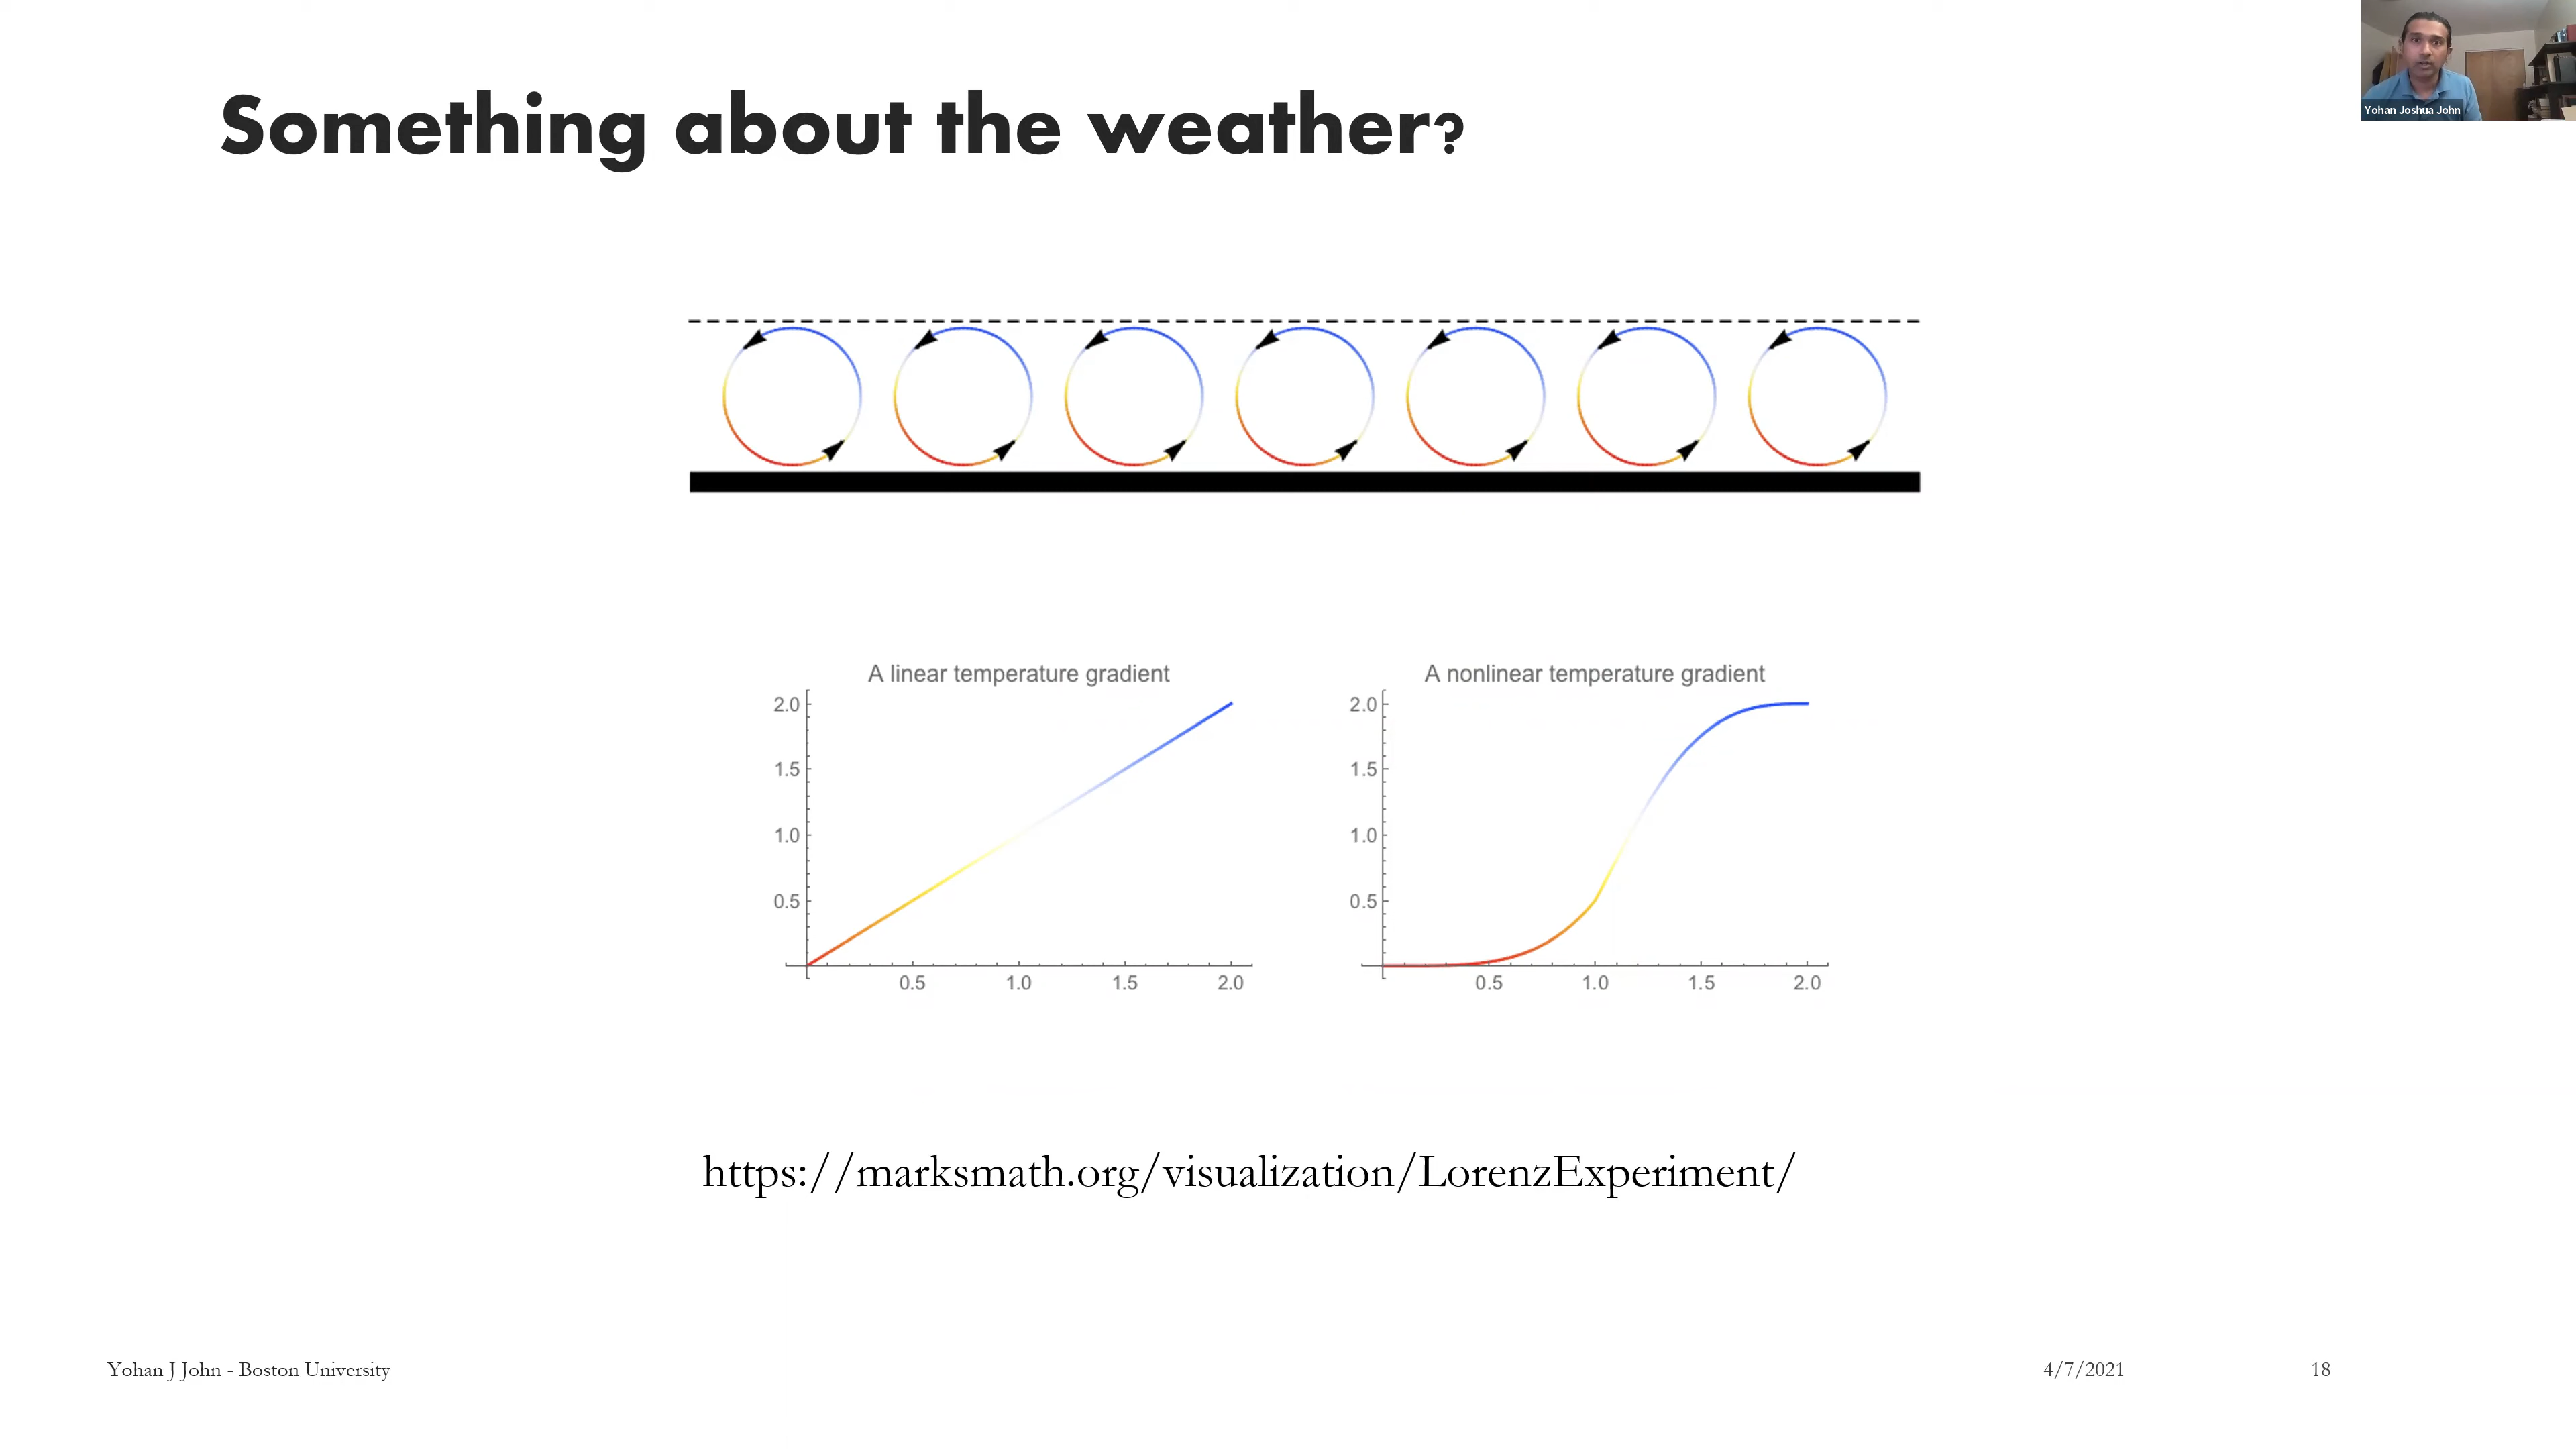 Something about the weather?
Yohan Joshua John
A linear temperature gradient
2.0
1.5
1.0
0.5
0.5 1.0 1.5 2.0
A nonlinear temperature gradient
2.0
1.5
1.0
0.5
0.5 1.0 1.5 2.0
https://marksmath.org/visualization/LorenzExperiment/
Yohan J John - Boston University
4/7/2021
18